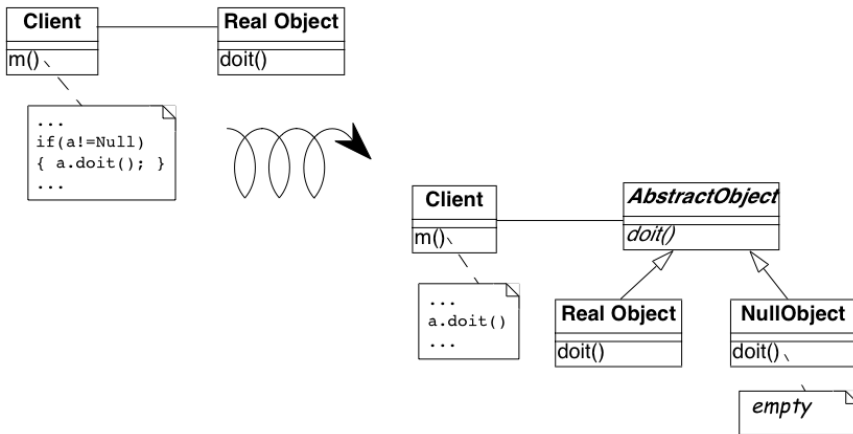 Client
Real Object
m()
doit()
...
if(a!=Null)
{ a.doit(); }
...
Client
AbstractObject
m()
doit()
...
a.doit()
...
Real Object
NullObject
doit()
doit()
empty